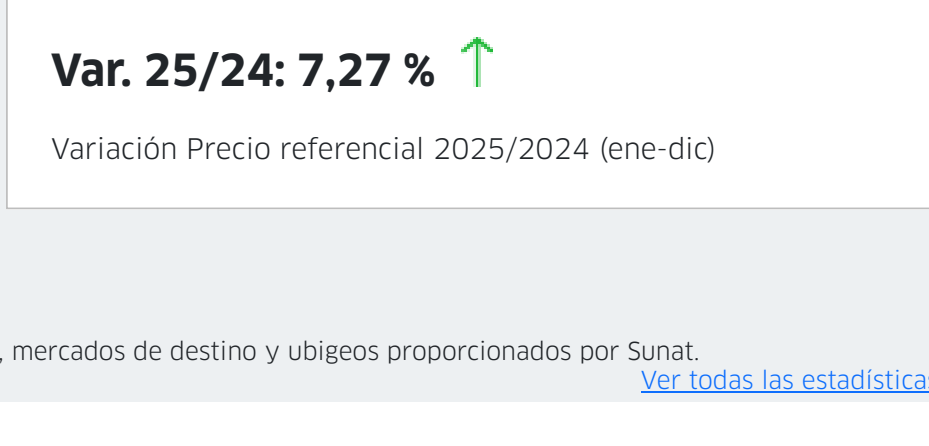 Var. 25/24: 7,27 %
Variación Precio referencial 2025/2024 (ene-dic)
, mercados de destino y ubigeos proporcionados por Sunat.
Ver todas las estadísticas